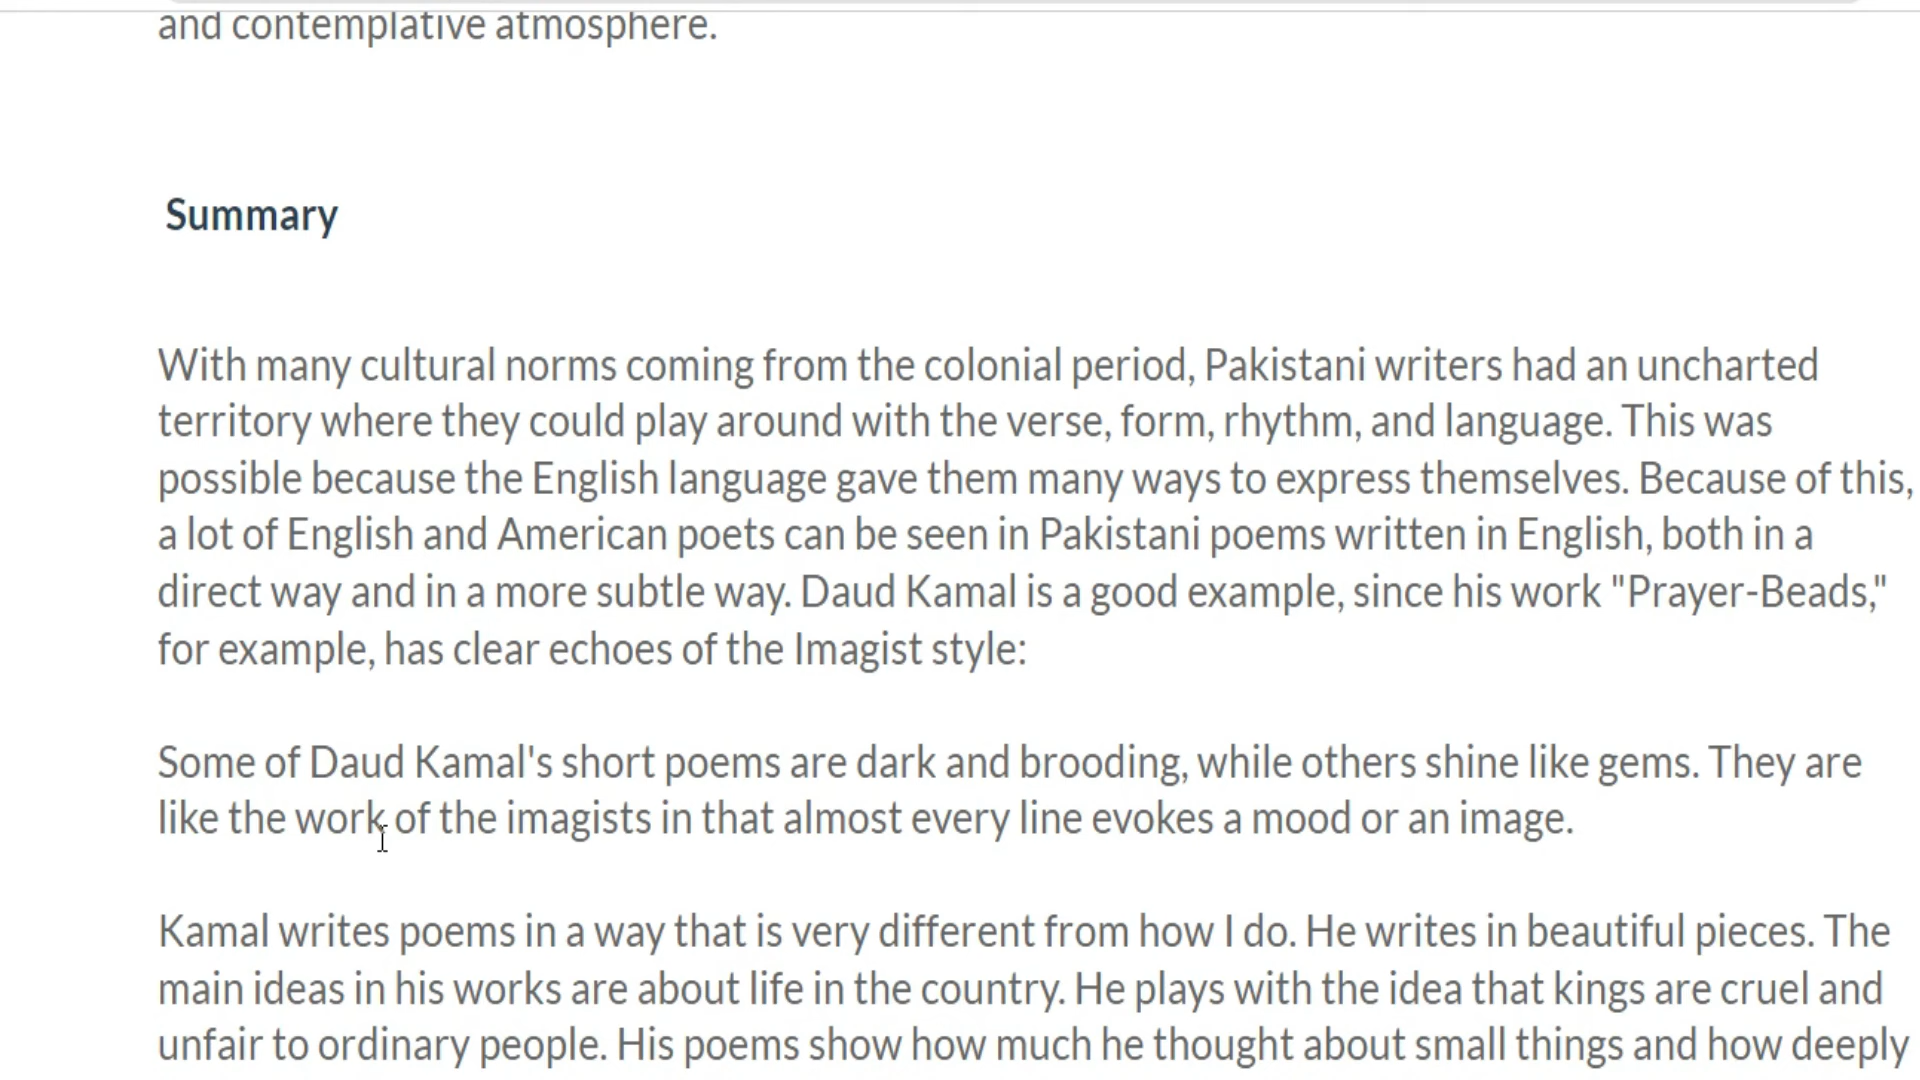 and contemplative atmosphere.
Summary
With many cultural norms coming from the colonial period, Pakistani writers had an uncharted
territory where they could play around with the verse, form, rhythm, and language. This was
possible because the English language gave them many ways to express themselves. Because of this,
a lot of English and American poets can be seen in Pakistani poems written in English, both in a
direct way and in a more subtle way. Daud Kamal is a good example, since his work "Prayer-Beads,"
for example, has clear echoes of the Imagist style:
Some of Daud Kamal's short poems are dark and brooding, while others shine like gems. They are
like the work of the imagists in that almost every line evokes a mood or an image.
Kamal writes poems in a way that is very different from how I do. He writes in beautiful pieces. The
main ideas in his works are about life in the country. He plays with the idea that kings are cruel and
unfair to ordinary people. His poems show how much he thought about small things and how deeply